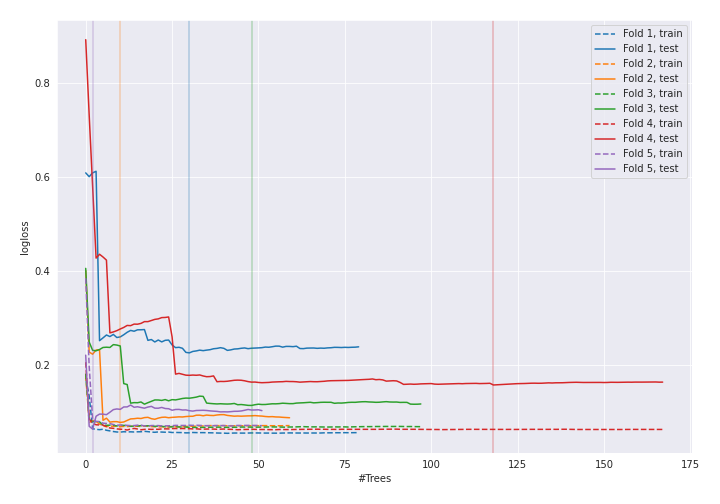 Fold 1, train
Fold 1, test
Fold 2, train
Fold 2, test
Fold 3, train
Fold 3, test
Fold 4, train
Fold 4, test
Fold 5, train
Fold 5, test
0.8
0.6
0.4
0.2
logloss
0 25 50 75 100 125 150 175
#Trees